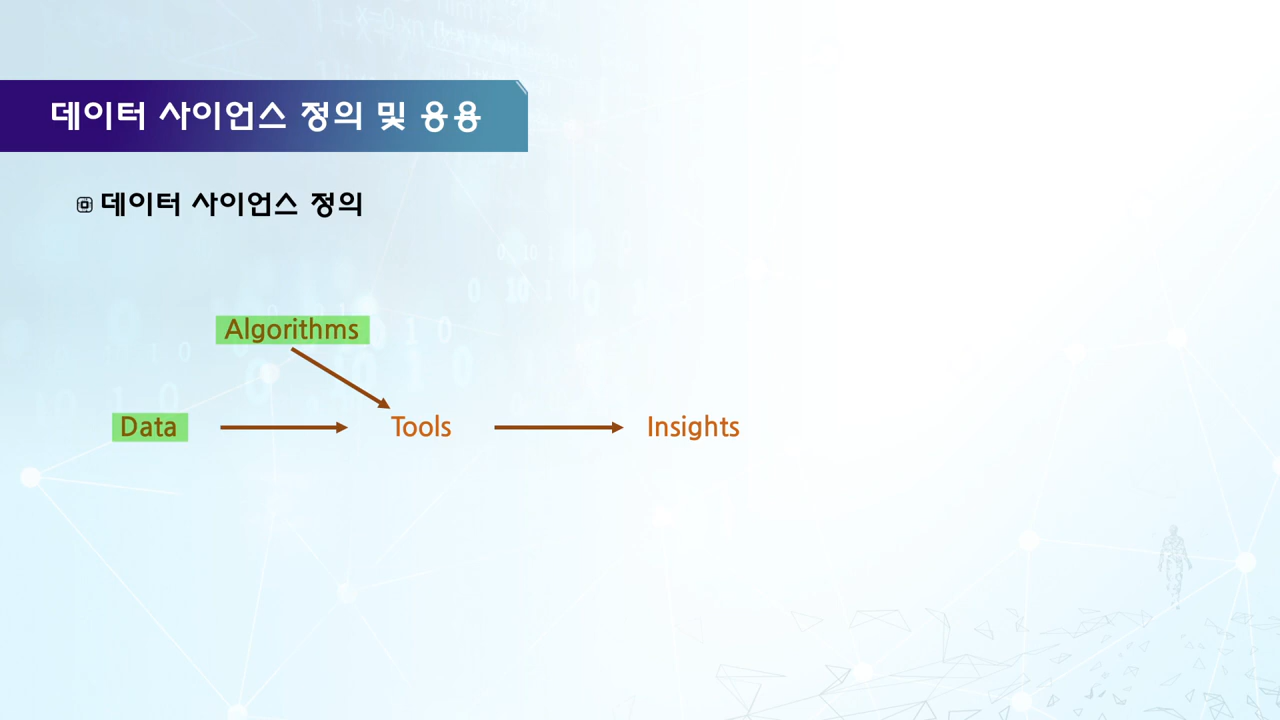 데이터 사이언스 정의 및 응용
데이터 사이언스 정의
Algorithms
Data Tools Insights